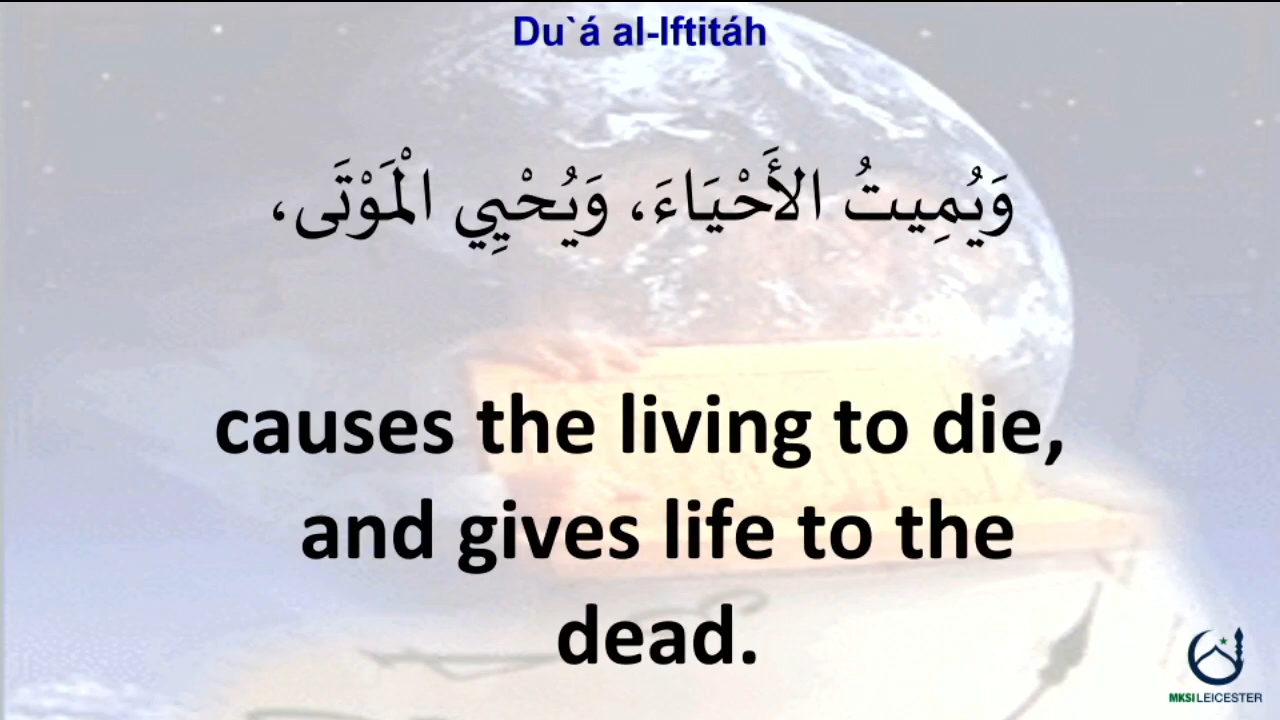 Du`á al-Iftitáh
وَيُمِيتُ الأَحْيَاءَ، وَيُحْيِي الْمَوْتَى،
causes the living to die,
and gives life to the
dead.
MKSI LEICESTER